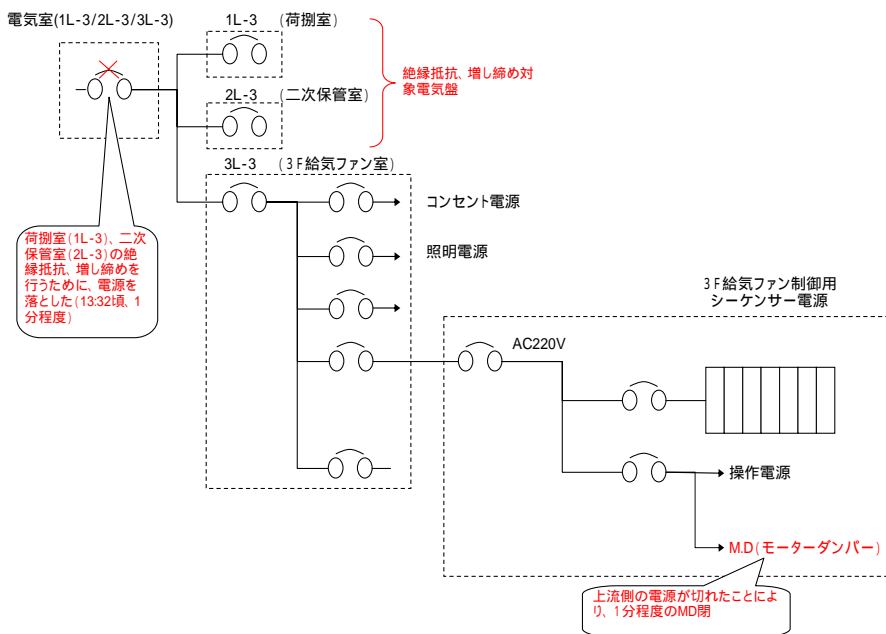 電気室(1L-3/2L-3/3L-3)
1L-3 (荷捌室)
2L-3 (二次保管室)
絶縁抵抗、増し締め対
象電気盤
3L-3 (3F給気ファン室)
コンセント電源
照明電源
荷捌室(1L-3)、二次
保管室(2L-3)の絶
縁抵抗、増し締めを
行うために、電源を
落とした(13:32頃、1
分程度)
3F給気ファン制御用
シーケンサー電源
AC220V
操作電源
M.D(モーターダンパー)
上流側の電源が切れたことによ
り、1分程度のMD閉